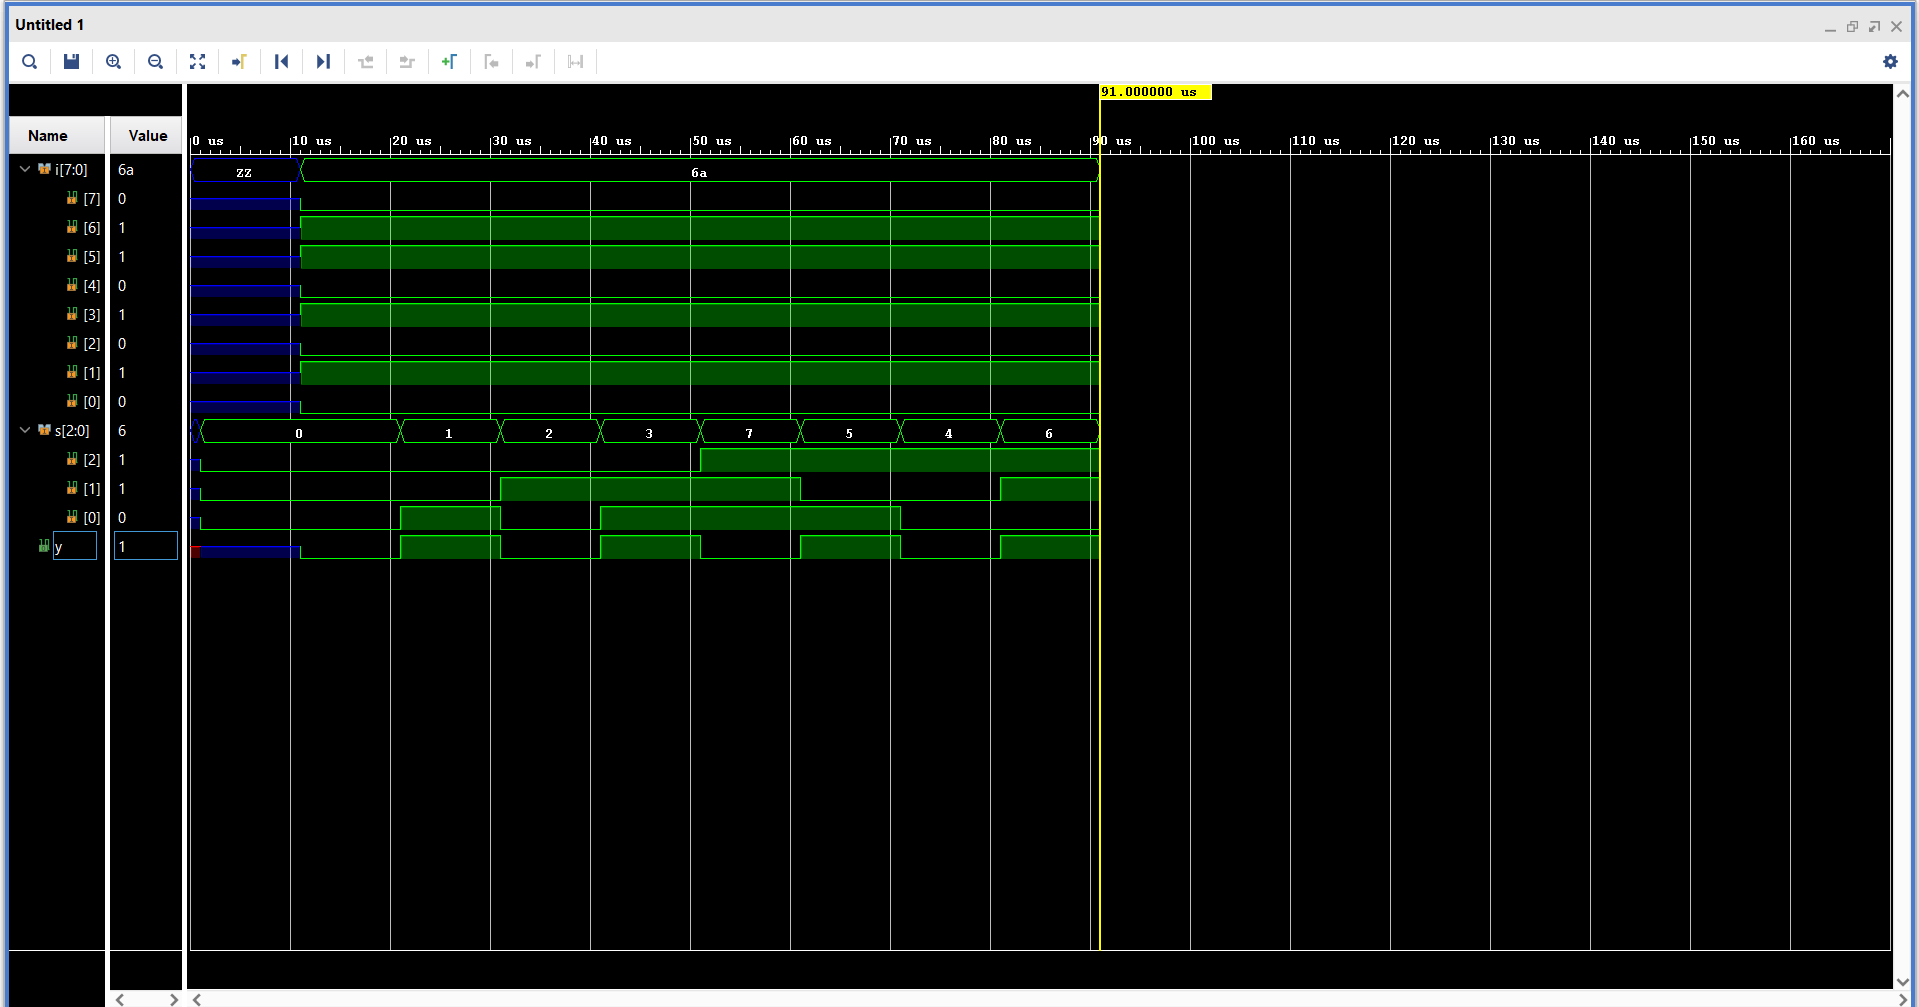 Untitled 1
91.000000 us
Name Value 0 us 10 us 20 us 30 us 40 us 50 us 60 us 70 us 80 us 90 us 100 us 110 us 120 us 130 us 140 us 150 us 160 us
i[7:0] 6a ZZ 6a
[7] 0
[6] 1
[5] 1
[4] 0
[3] 1
[2] 0
[1] 1
[0] 0
s[2:0] 6 0 1 2 3 7 5 4 6
[2] 1
[1] 1
[0] 0
y 1